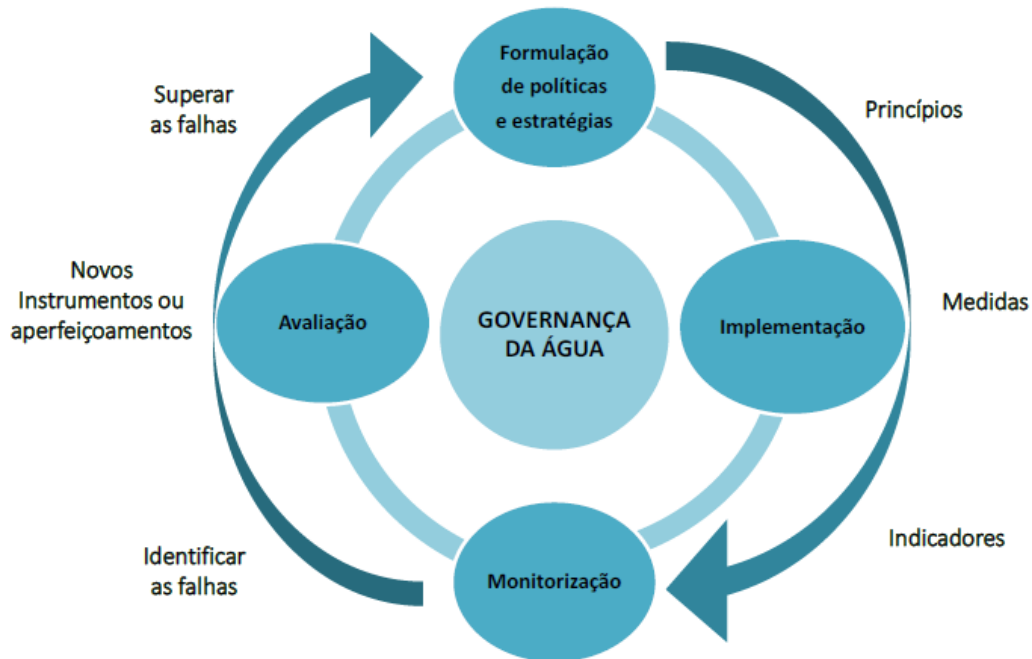 Formulação
de políticas
e estratégias
Superar
as falhas
Princípios
Novos
Instrumentos ou
aperfeiçoamentos
Avaliação
GOVERNANÇA
DA ÁGUA
Implementação
Medidas
Identificar
as falhas
Monitorização
Indicadores